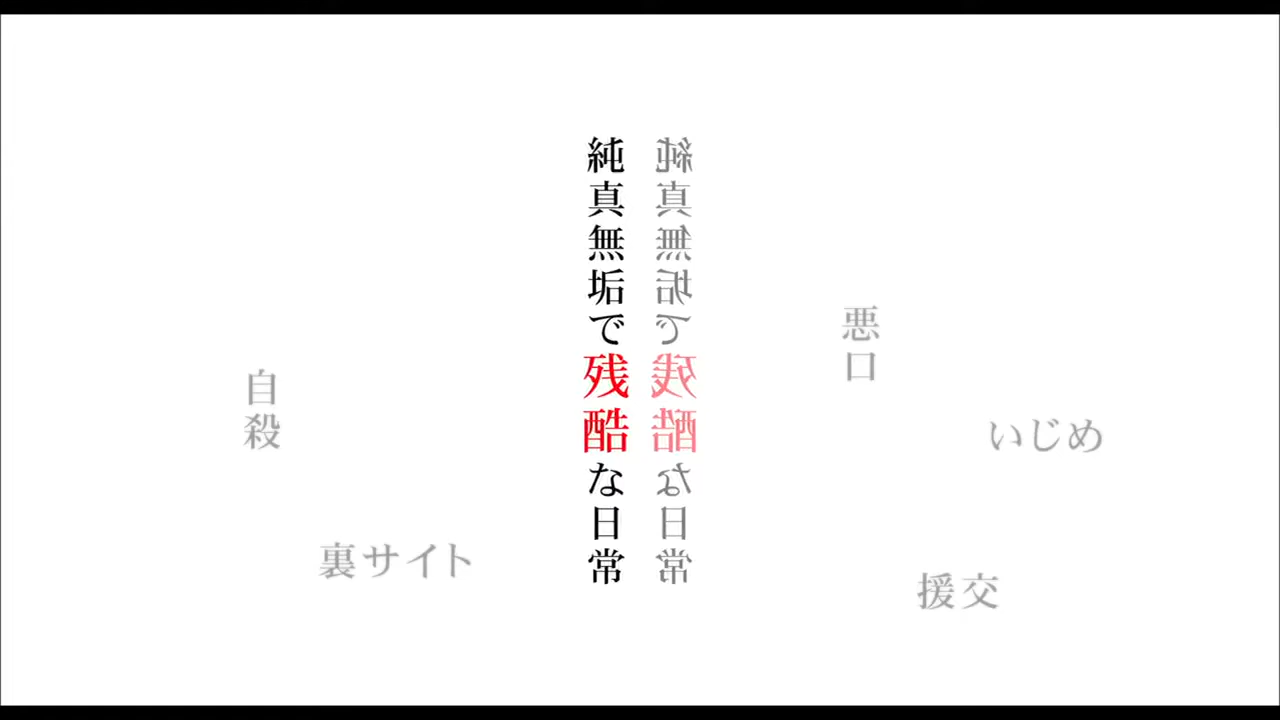 純真無垢で残酷な日常
純真無垢で残酷な日常
悪口
いじめ
援交
自殺
裏サイト